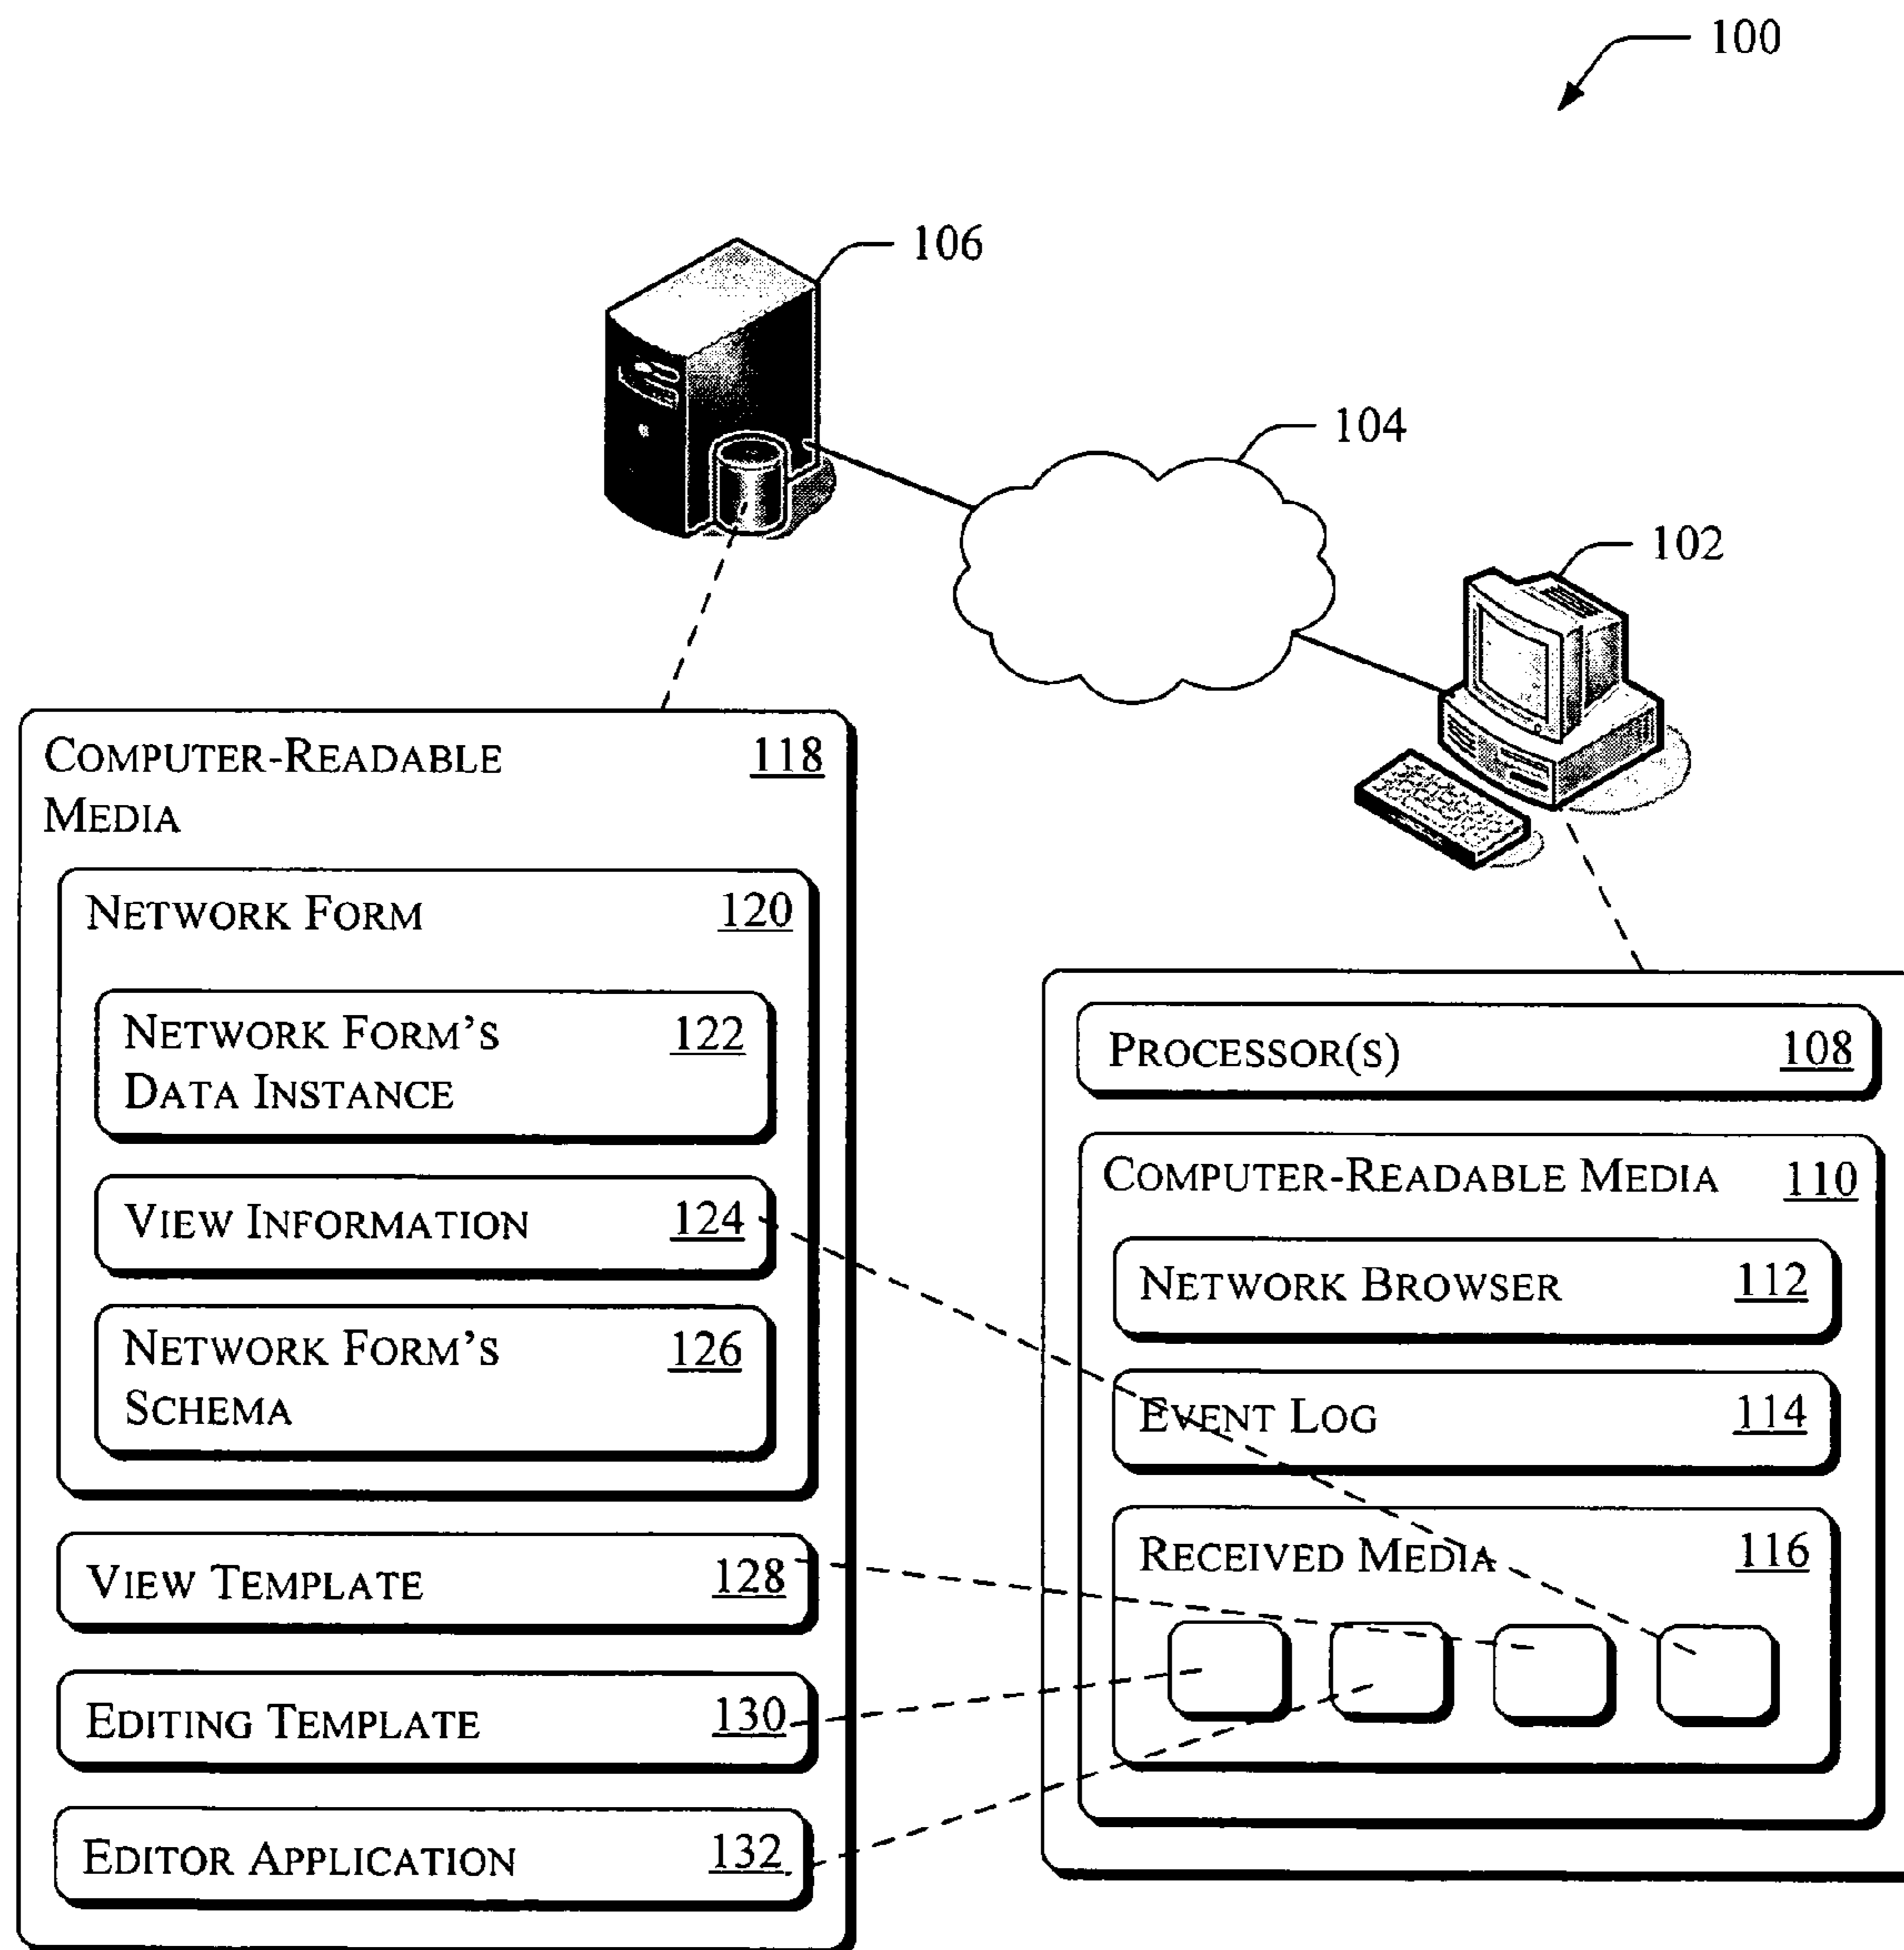 100
106
104
102
COMPUTER-READABLE 118
MEDIA
NETWORK FORM 120
NETWORK FORM'S 122
DATA INSTANCE
VIEW INFORMATION 124
NETWORK FORM'S 126
SCHEMA
VIEW TEMPLATE 128
EDITING TEMPLATE 130
EDITOR APPLICATION 132
PROCESSOR(S) 108
COMPUTER-READABLE MEDIA 110
NETWORK BROWSER 112
EVENT LOG 114
RECEIVED MEDIA 116